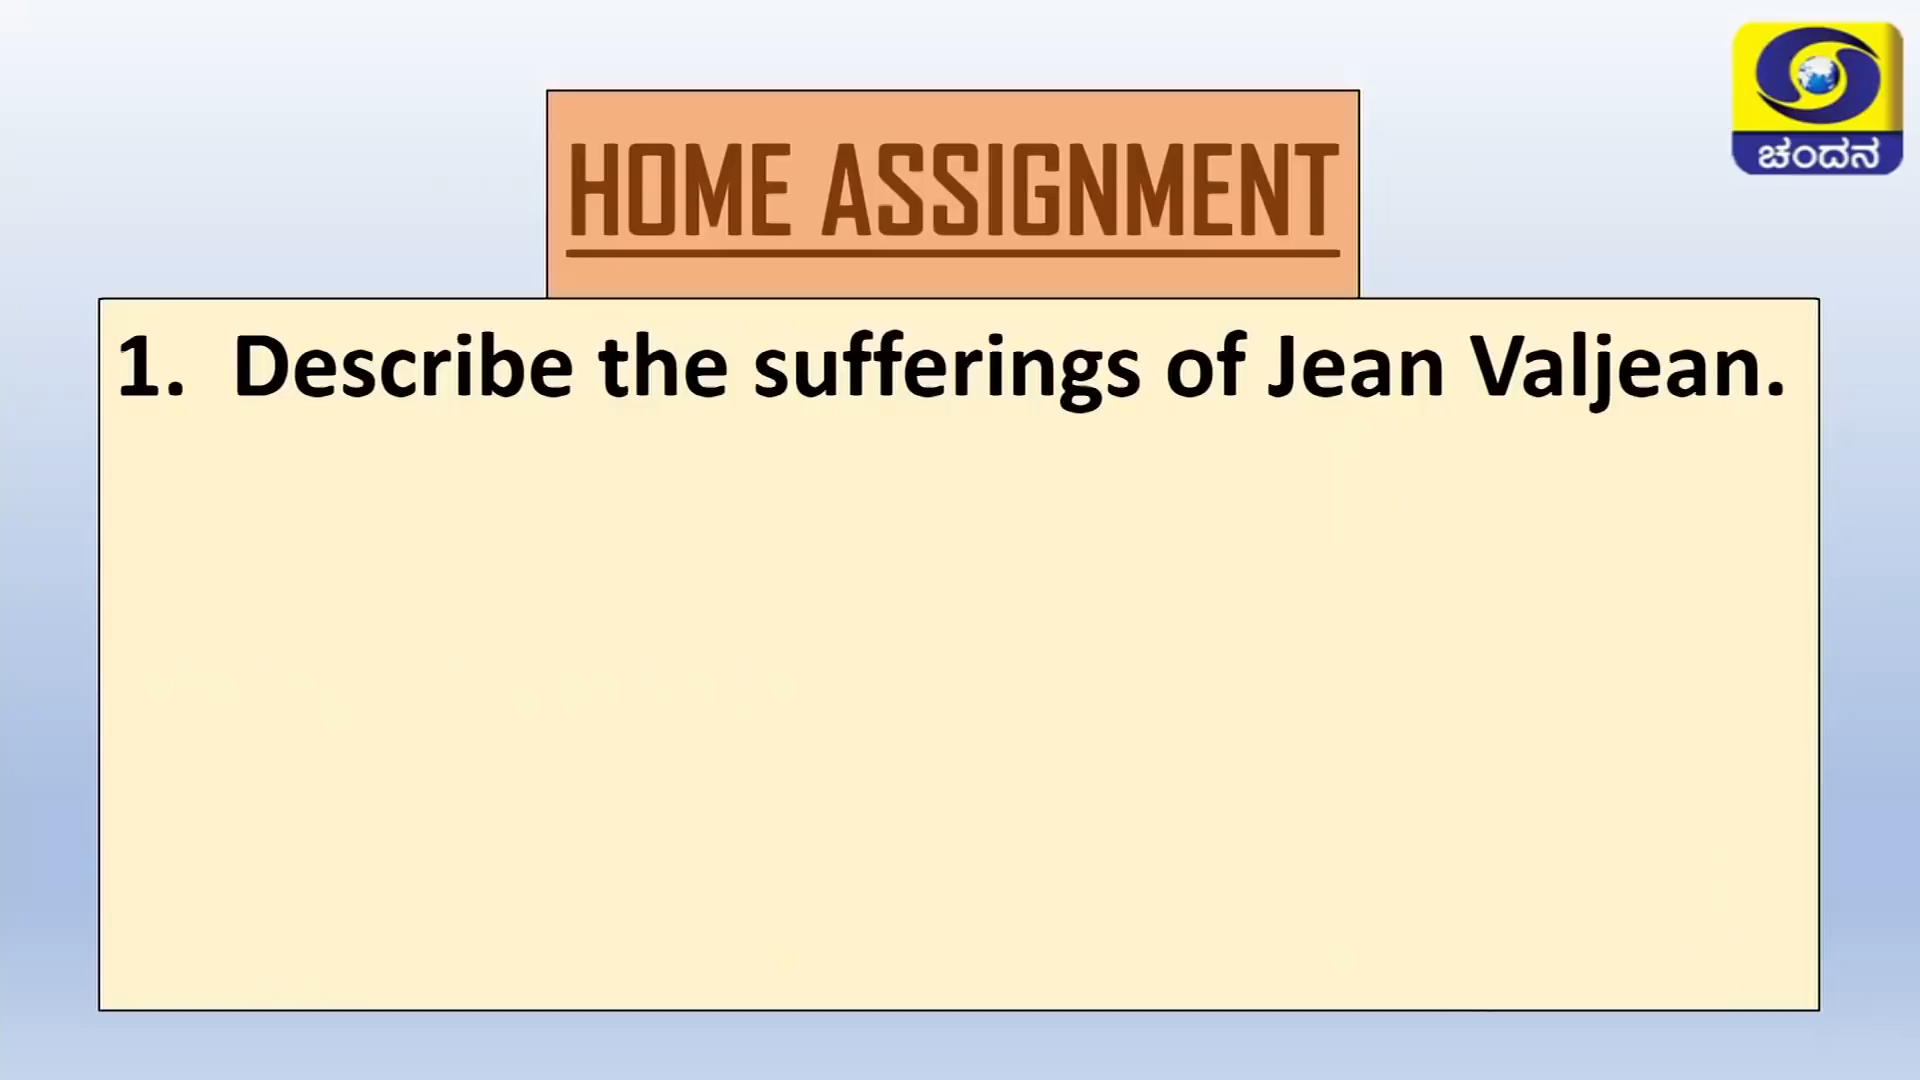 ಚಂದನ
HOME ASSIGNMENT
1. Describe the sufferings of Jean Valjean.